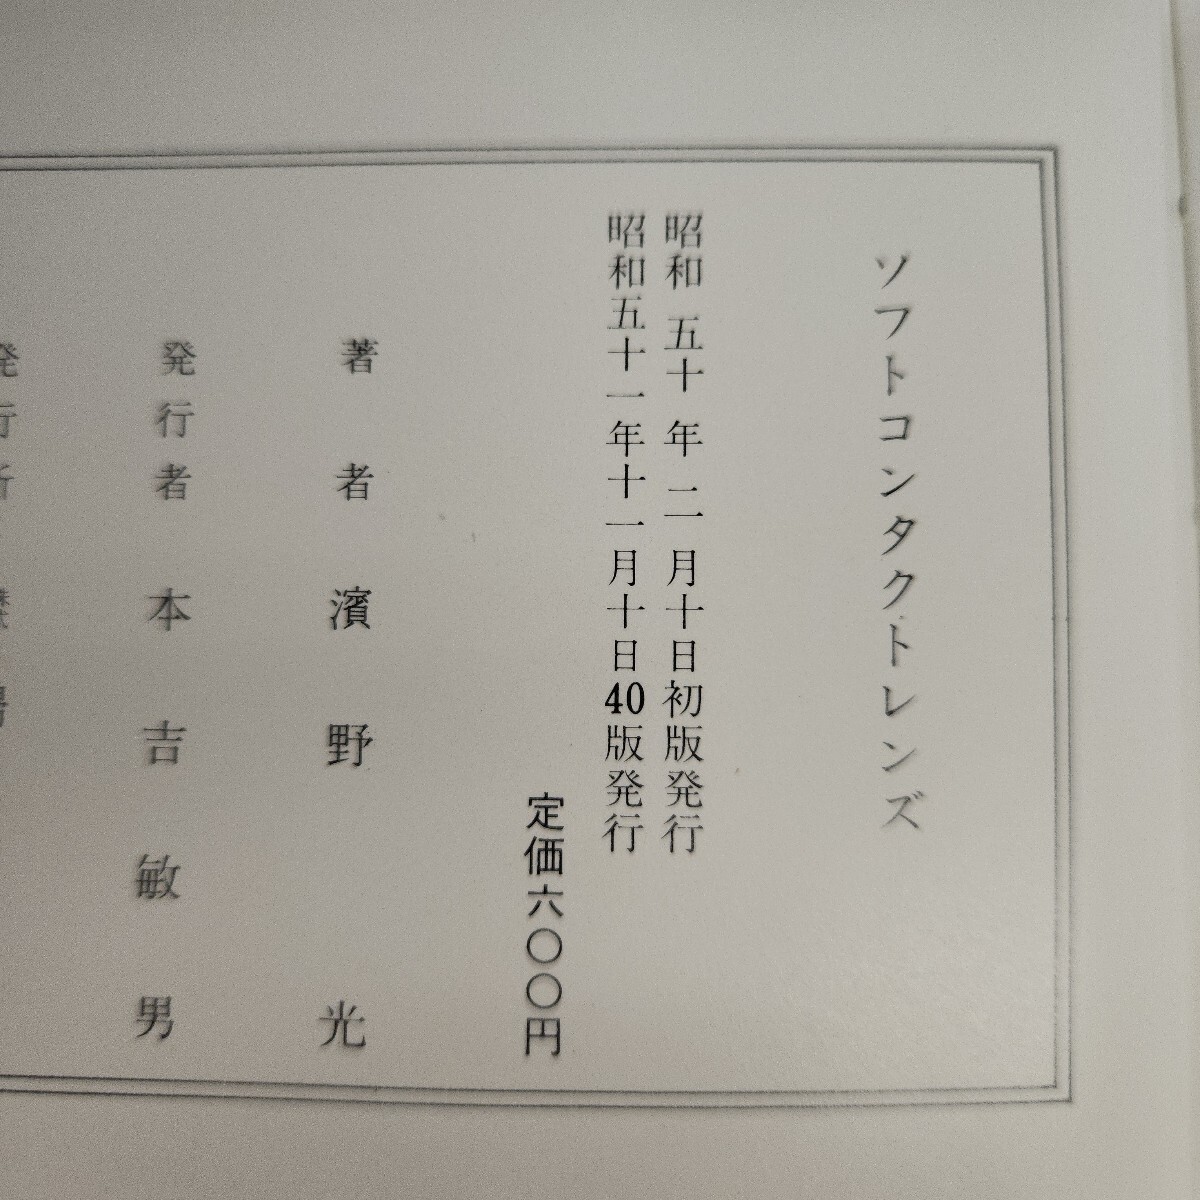 ソフトコンタクトレンズ
昭和五十年二月十日初版発行
昭和五十一年十一月十日40版発行
定価六〇〇円
著者 濱野光
発行者 本吉敏男
発行所